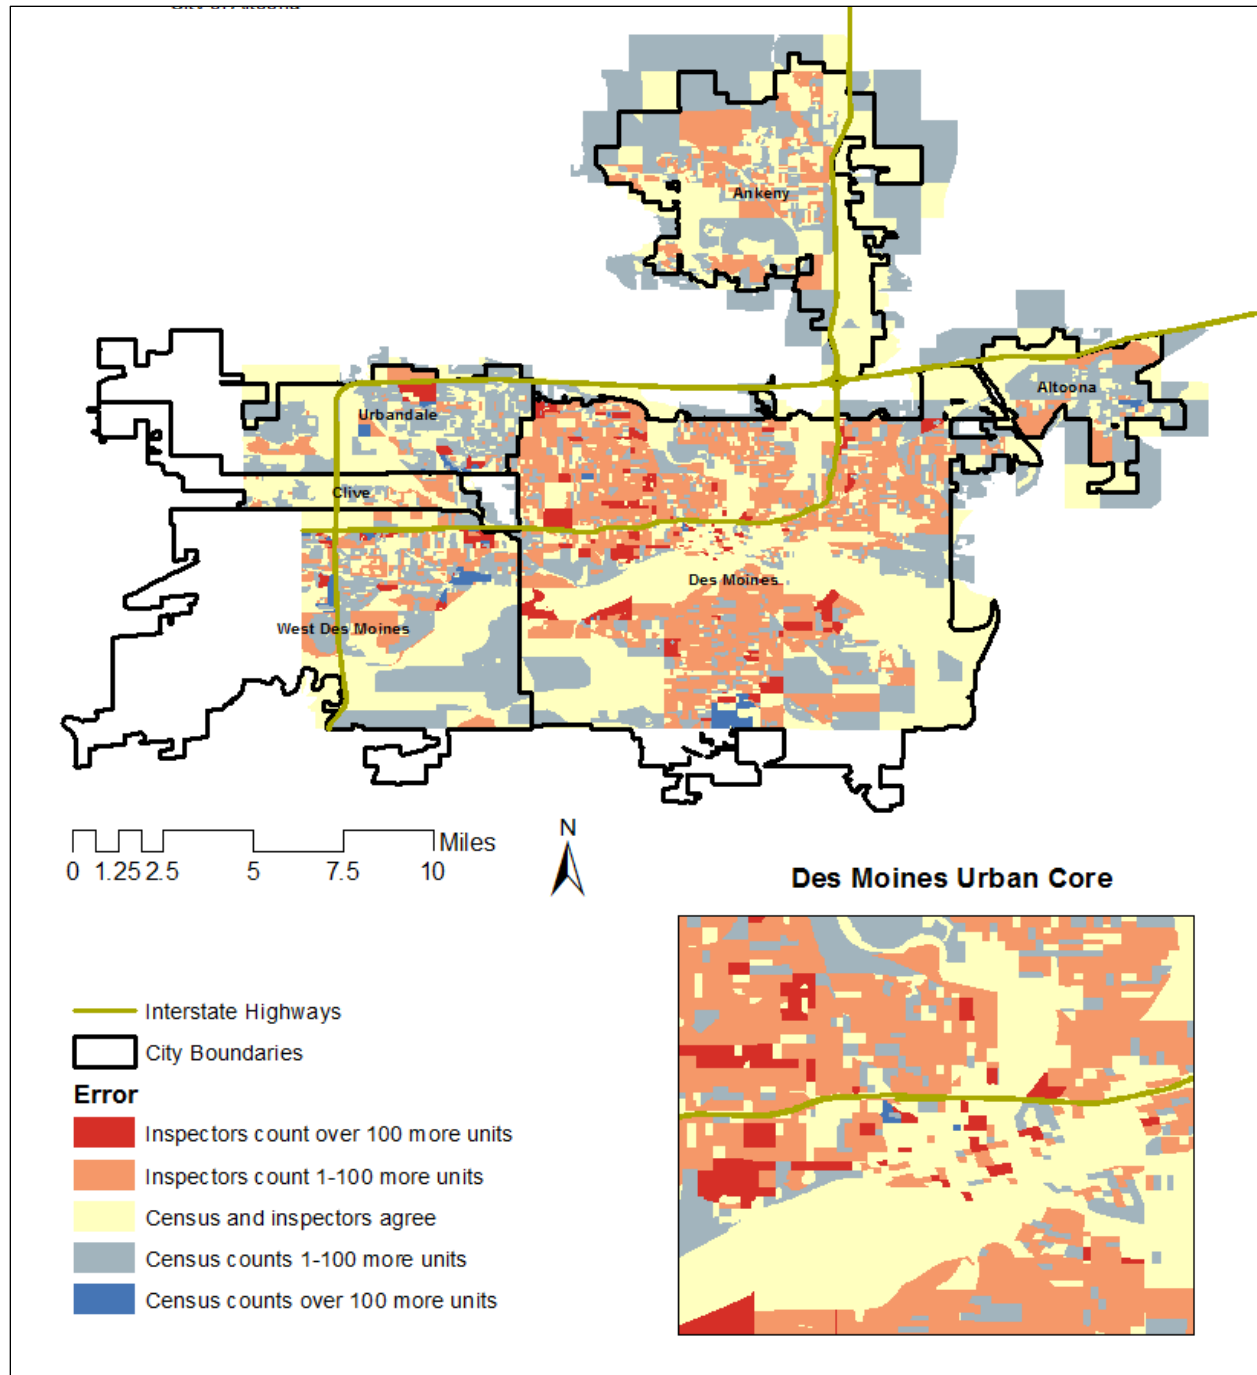 Ankeny
Altoona
Urbandale
Clive
Des Moines
West Des Moines
Miles
0 1.25 2.5 5 7.5 10
N
Des Moines Urban Core
Interstate Highways
City Boundaries
Error
Inspectors count over 100 more units
Inspectors count 1-100 more units
Census and inspectors agree
Census counts 1-100 more units
Census counts over 100 more units